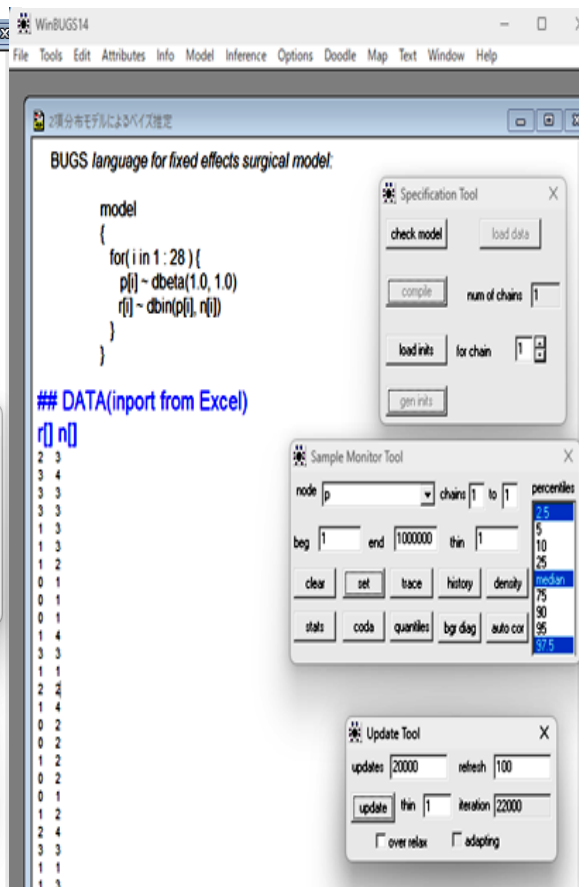 WinBUGS14
File Tools Edit Attributes Info Model Inference Options Doodle Map Text Window Help
2項分布モデルによるベイズ推定
BUGS language for fixed effects surgical model:
model
{
for( i in 1 : 28 ) {
p[i] ~ dbeta(1.0, 1.0)
r[i] ~ dbin(p[i], n[i])
}
}
## DATA(inport from Excel)
r[] n[]
2 3
3 4
3 3
3 3
1 3
1 3
1 2
0 1
0 1
0 1
1 4
3 3
1 1
2 2
1 4
0 2
0 2
1 2
0 2
0 1
1 2
2 4
3 3
1 1
1 3
Specification Tool
check model load data
compile num of chains 1
load inits for chain 1
gen inits
Sample Monitor Tool
node p chains 1 to 1 percentiles
beg 1 end 1000000 thin 1
clear set trace history density
stats coda quantiles bgr diag auto cor
2.5
5
10
25
median
75
90
95
97.5
Update Tool
updates 20000 refresh 100
update thin 1 iteration 22000
over relax adapting